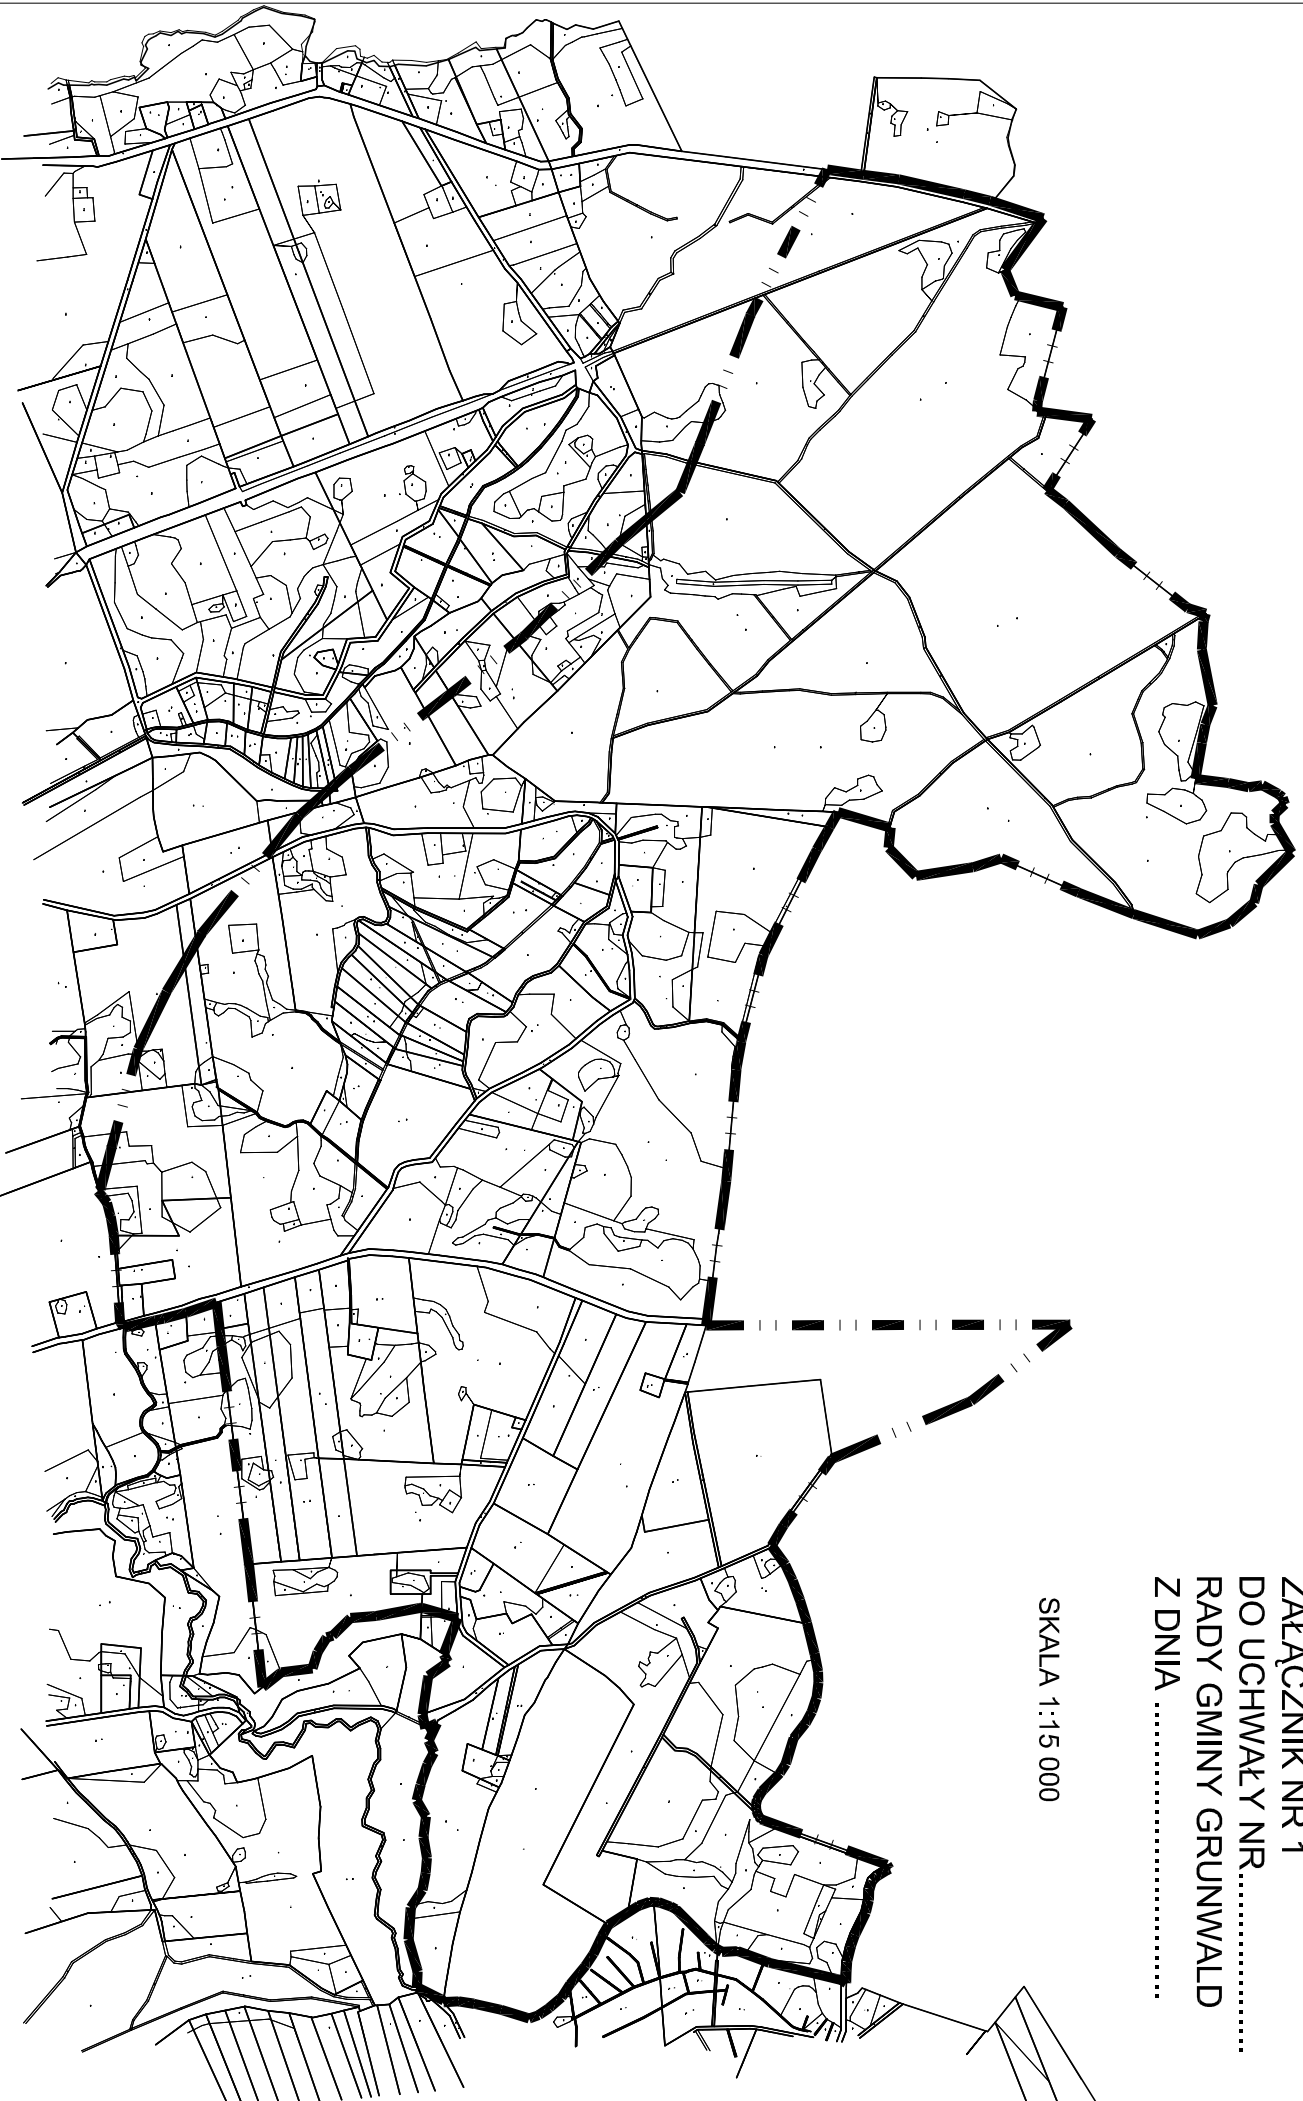 ZAŁĄCZNIK NR 1
DO UCHWAŁY NR....................
RADY GMINY GRUNWALD
Z DNIA ..............................
SKALA 1:15 000